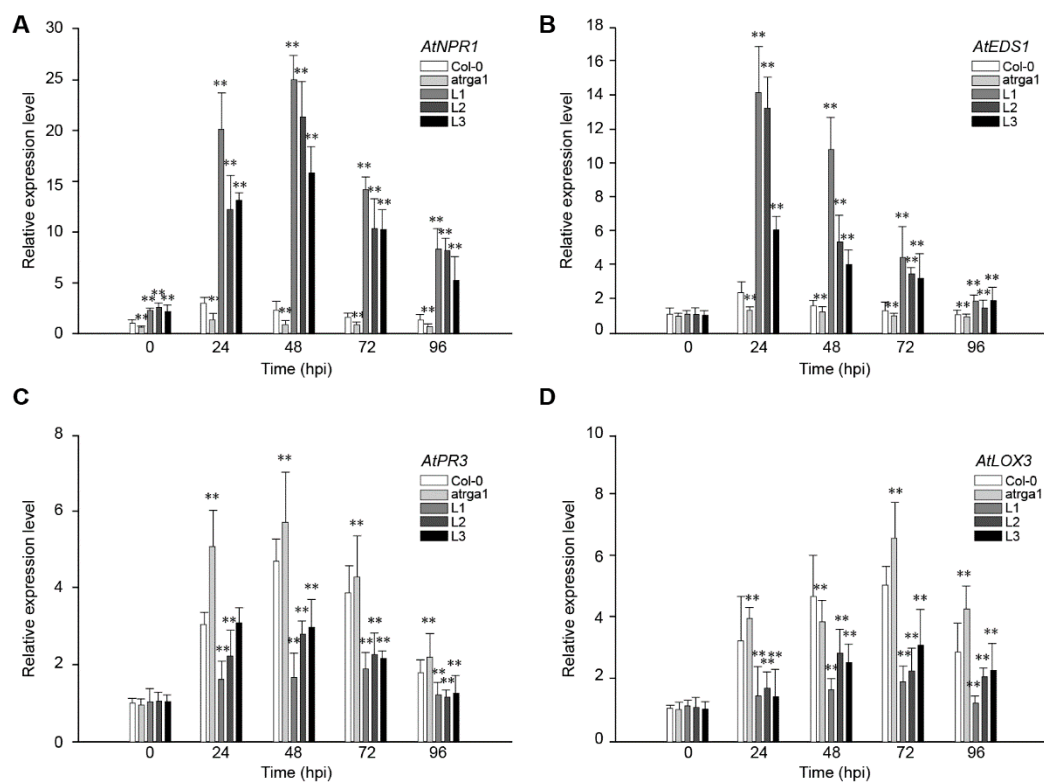 A
AtNPR1
Col-0
atrga1
L1
L2
L3
Relative expression level
30
25
20
15
10
5
0
** ** ** **
** ** ** **
** ** ** **
** ** ** **
** ** ** **
0 24 48 72 96
Time (hpi)
B
AtEDS1
Col-0
atrga1
L1
L2
L3
Relative expression level
18
16
14
12
10
8
6
4
2
0
** ** ** **
** ** ** **
** ** ** **
** ** ** **
0 24 48 72 96
Time (hpi)
C
AtPR3
Col-0
atrga1
L1
L2
L3
Relative expression level
8
6
4
2
0
** ** **
** ** ** **
** ** ** **
** ** ** **
0 24 48 72 96
Time (hpi)
D
AtLOX3
Col-0
atrga1
L1
L2
L3
Relative expression level
10
8
6
4
2
0
** ** ** **
** ** ** **
** ** ** **
** ** ** **
0 24 48 72 96
Time (hpi)